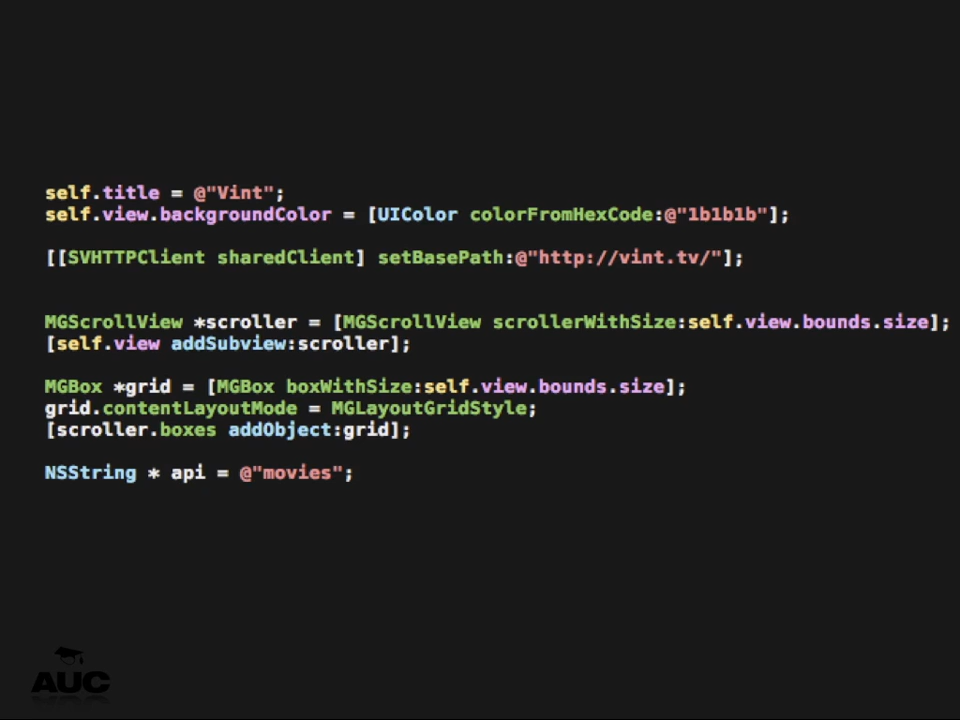 self.title = @"Vint";
self.view.backgroundColor = [UIColor colorFromHexCode:@"1b1b1b"];
[[SVHTTPClient sharedClient] setBasePath:@"http://vint.tv/"];
MGScrollView *scroller = [MGScrollView scrollerWithSize:self.view.bounds.size];
[self.view addSubview:scroller];
MGBox *grid = [MGBox boxWithSize:self.view.bounds.size];
grid.contentLayoutMode = MGLayoutGridStyle;
[scroller.boxes addObject:grid];
NSString * api = @"movies";
AUC